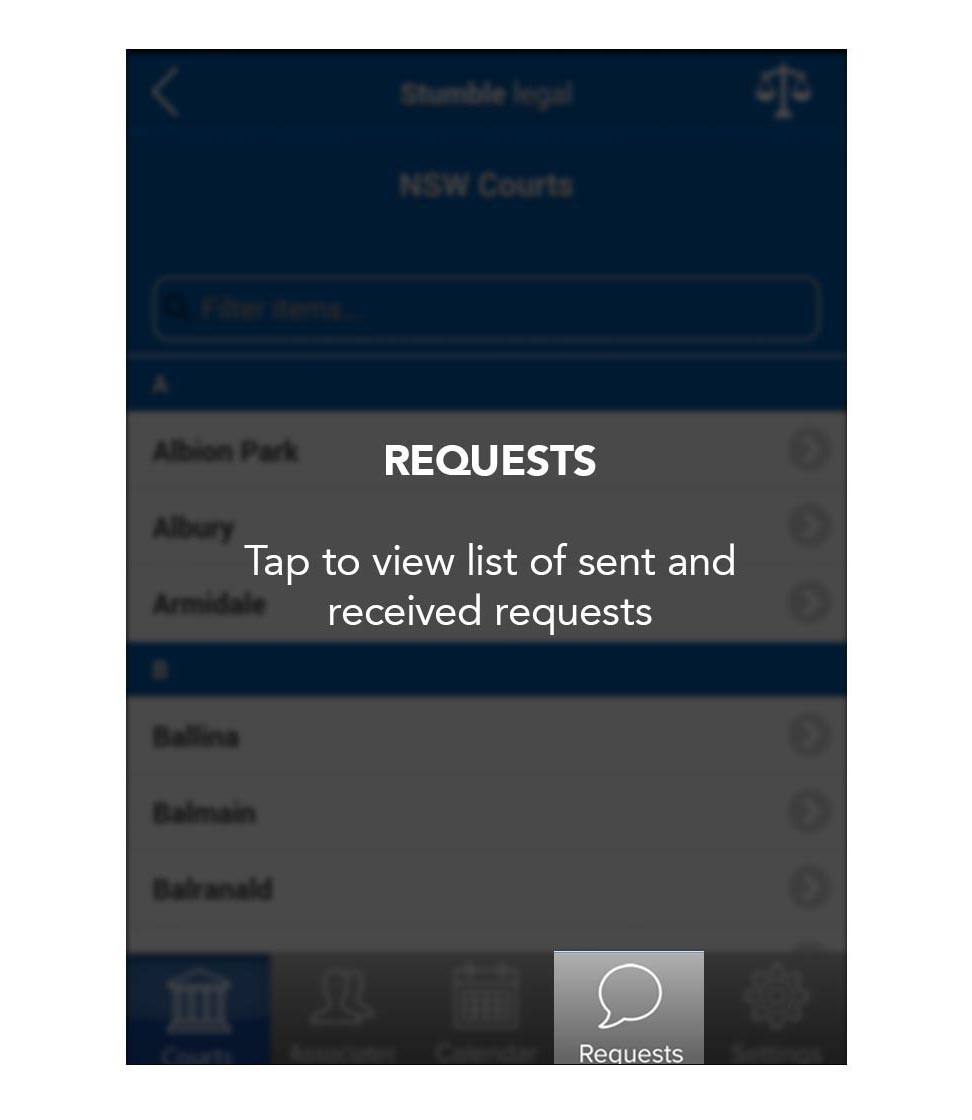 Stumble legal
NSW Courts
Filter items...
A
Albion Park
REQUESTS
Albury
Tap to view list of sent and
Armidale
received requests
B
Ballina
Balmain
Balranald
Courts
Associates
Calendar
Requests
Settings